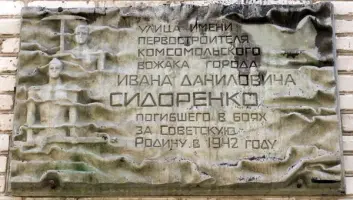 УЛИЦА ИМЕНИ
ПЕРВОСТРОИТЕЛЯ
КОМСОМОЛЬСКОГО
ВОЖАКА ГОРОДА
ИВАНА ДАНИЛОВИЧА
СИДОРЕНКО
ПОГИБШЕГО В БОЯХ
ЗА СОВЕТСКУЮ
РОДИНУ В 1942 ГОДУ